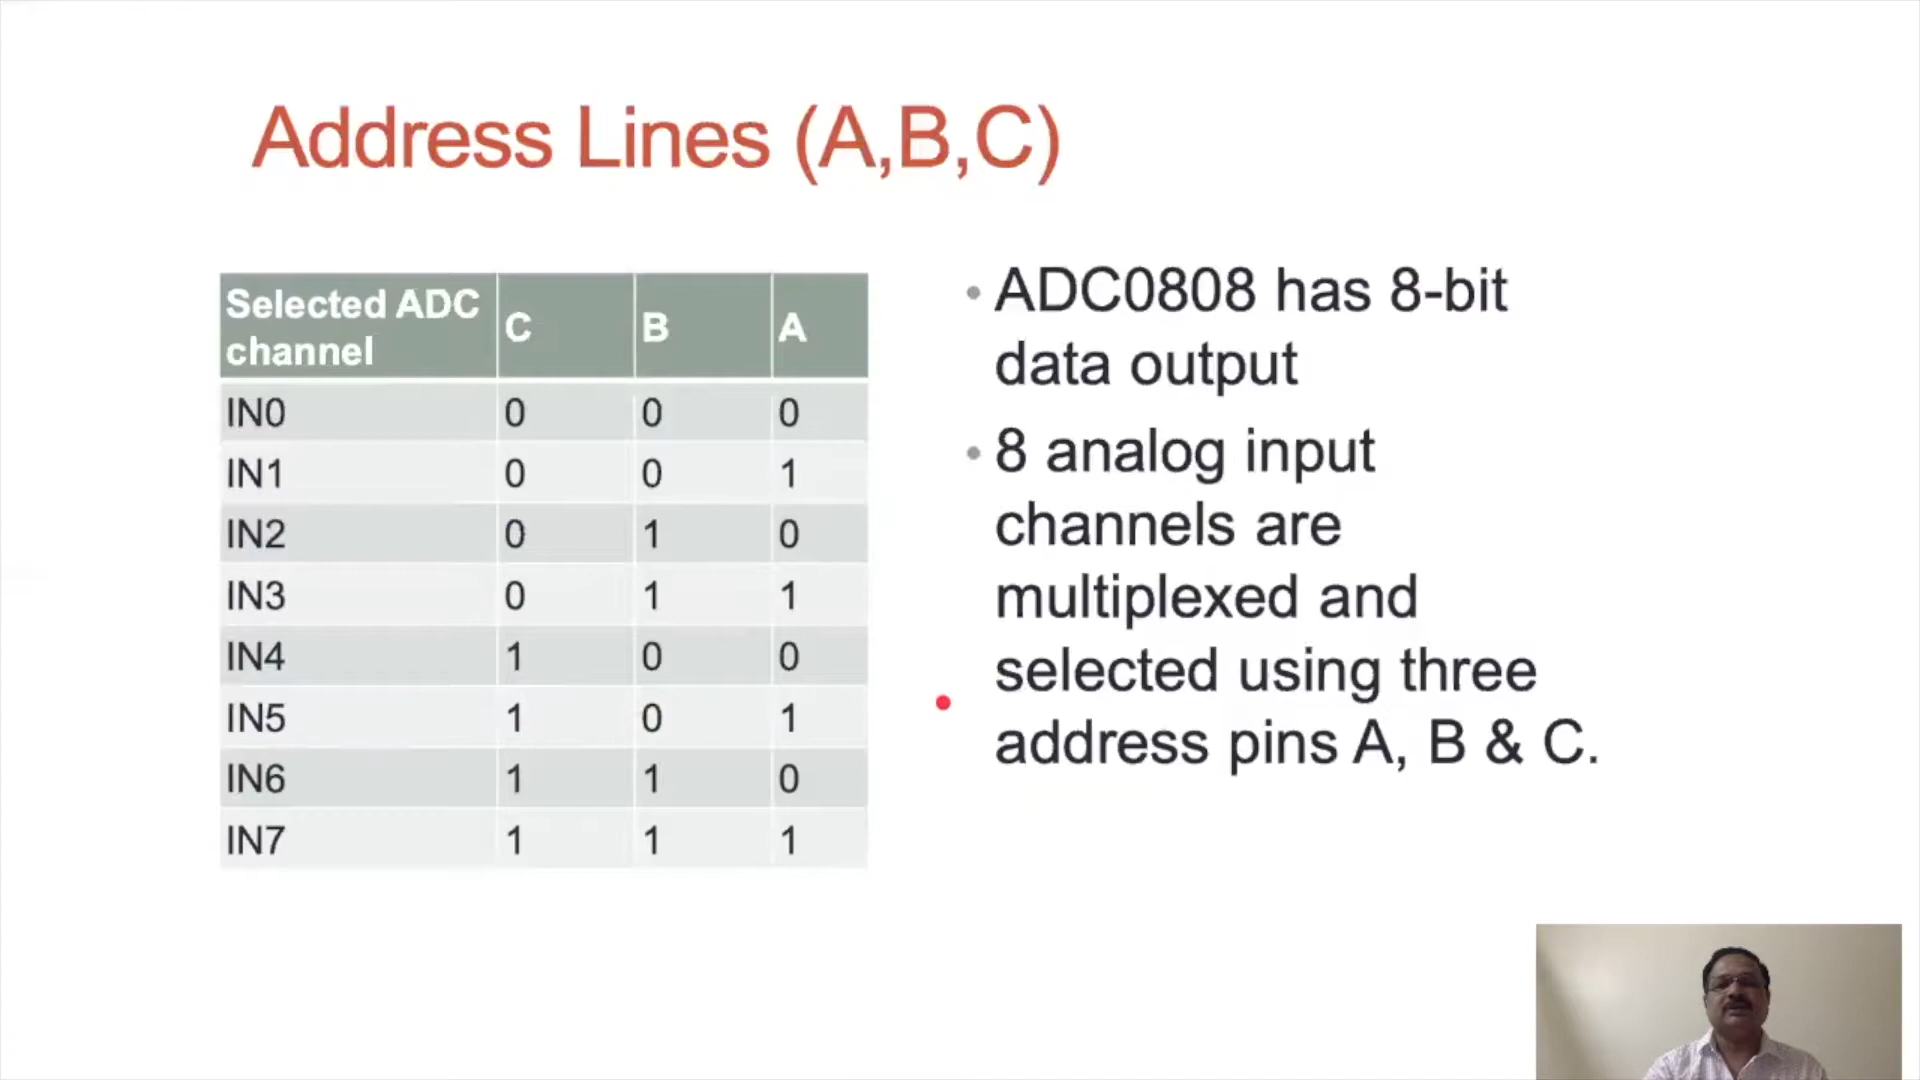 Address Lines (A,B,C)
Selected ADC channel C B A
IN0 0 0 0
IN1 0 0 1
IN2 0 1 0
IN3 0 1 1
IN4 1 0 0
IN5 1 0 1
IN6 1 1 0
IN7 1 1 1
• ADC0808 has 8-bit
data output
• 8 analog input
channels are
multiplexed and
selected using three
address pins A, B & C.